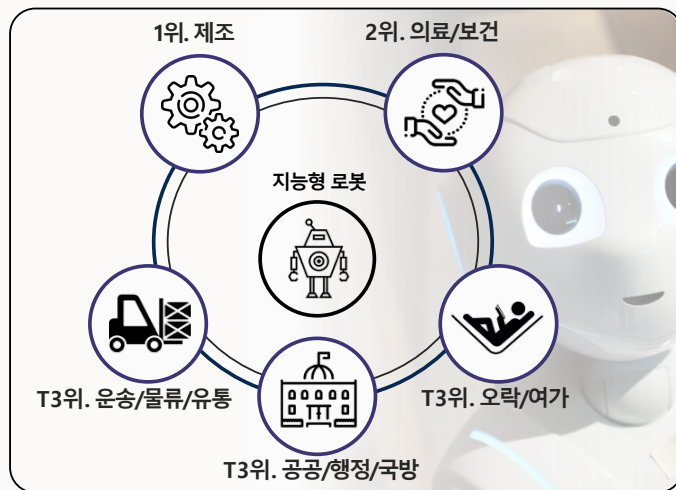 1위. 제조
2위. 의료/보건
지능형 로봇
T3위. 운송/물류/유통
T3위. 오락/여가
T3위. 공공/행정/국방